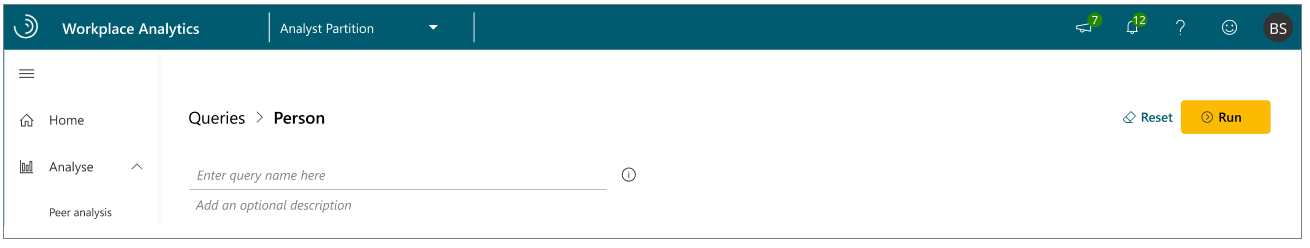 Workplace Analytics
Analyst Partition
7
12
?
BS
Home
Queries > Person
Reset
Run
Analyse
Enter query name here
Peer analysis
Add an optional description